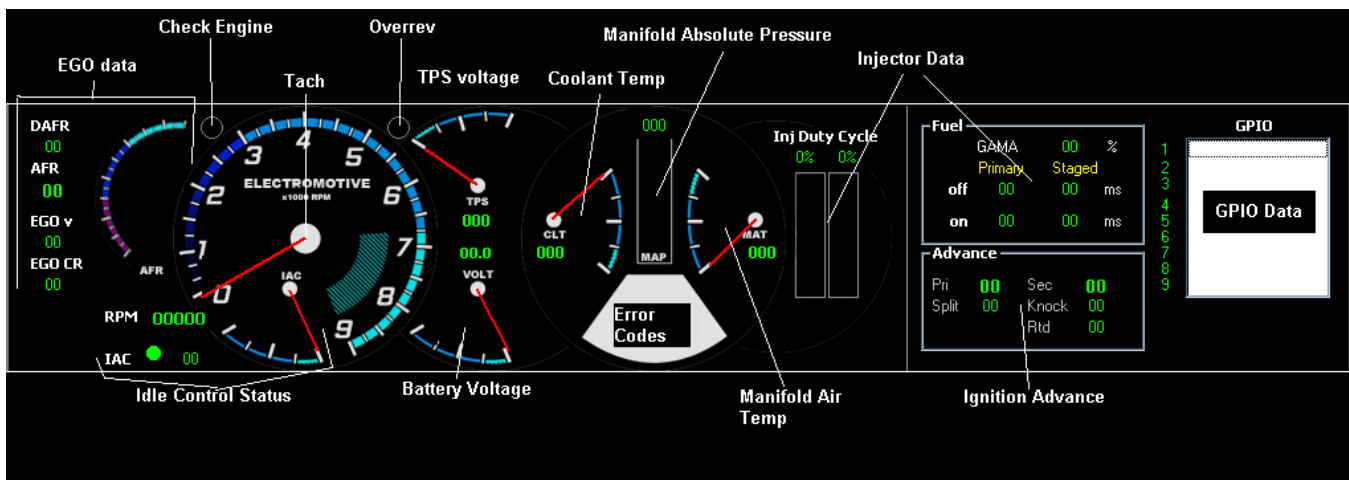 Check Engine
Overrev
Manifold Absolute Pressure
Injector Data
EGO data
Tach
TPS voltage
Coolant Temp
DAFR
00
AFR
00
EGO v
00
EGO CR
00
AFR
RPM 00000
IAC 00
Idle Control Status
0
1
2
3
4
5
6
7
8
9
ELECTROMOTIVE
x1000 RPM
IAC
TPS
000
00.0
VOLT
Battery Voltage
CLT
000
000
MAP
MAT
000
Error
Codes
Manifold Air
Temp
Inj Duty Cycle
0% 0%
Fuel
GAMA 00 %
Primary Staged
off 00 00 ms
on 00 00 ms
Advance
Pri 00 Sec 00
Split 00 Knock 00
Rtd 00
Ignition Advance
GPIO
1
2
3
4
5
6
7
8
9
GPIO Data